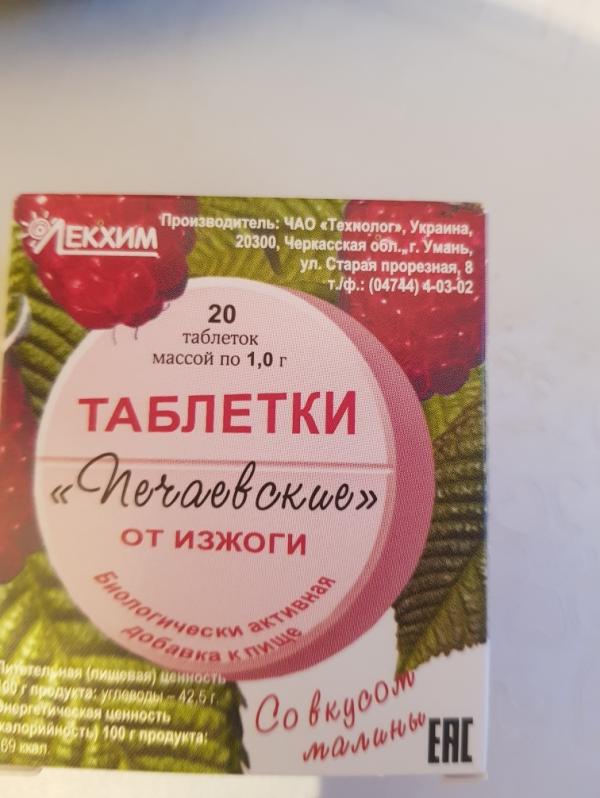 ЛЕКХИМ
Производитель: ЧАО «Технолог», Украина,
20300, Черкасская обл., г. Умань,
ул. Старая прорезная, 8
т./ф.: (04744) 4-03-02
20
таблеток
массой по 1,0 г
ТАБЛЕТКИ
«Печаевские»
ОТ ИЗЖОГИ
Биологически активная
добавка к пище
(пищевая) ценность
100 г продукта: углеводы – 42,5 г
Энергетическая ценность
(калорийность) 100 г продукта:
ккал.
Со вкусом
малины
EAC